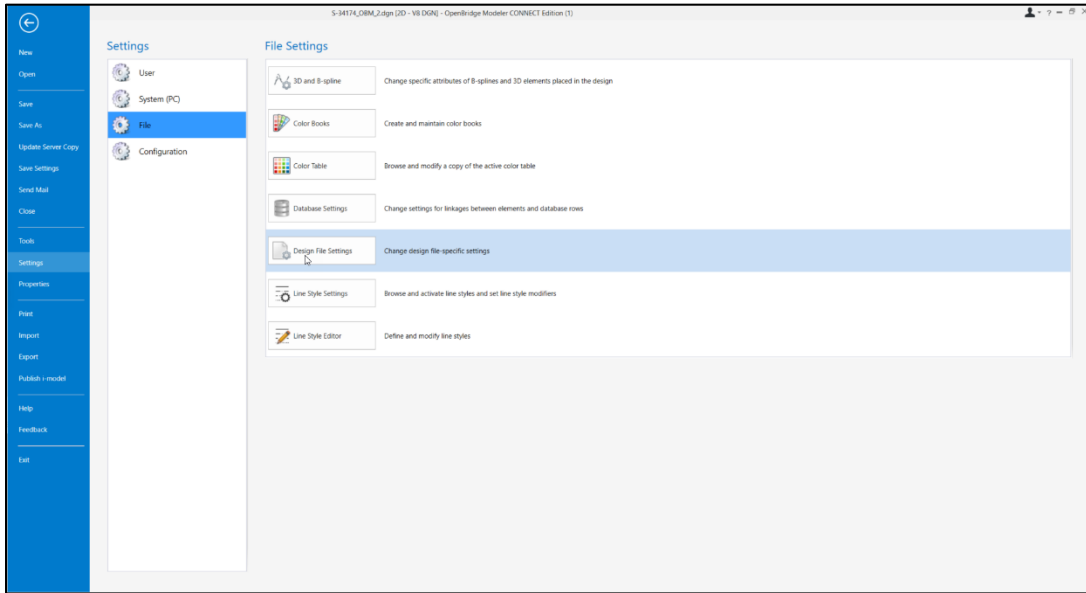 S-34174_OBM_2.dgn [2D - V8 DGN] - OpenBridge Modeler CONNECT Edition (1)
New
Open
Save
Save As
Update Server Copy
Save Settings
Send Mail
Close
Tools
Settings
Properties
Print
Import
Export
Publish i-model
Help
Feedback
Exit
Settings
User
System (PC)
File
Configuration
File Settings
3D and B-spline Change specific attributes of B-splines and 3D elements placed in the design
Color Books Create and maintain color books
Color Table Browse and modify a copy of the active color table
Database Settings Change settings for linkages between elements and database rows
Design File Settings Change design file-specific settings
Line Style Settings Browse and activate line styles and set line style modifiers
Line Style Editor Define and modify line styles